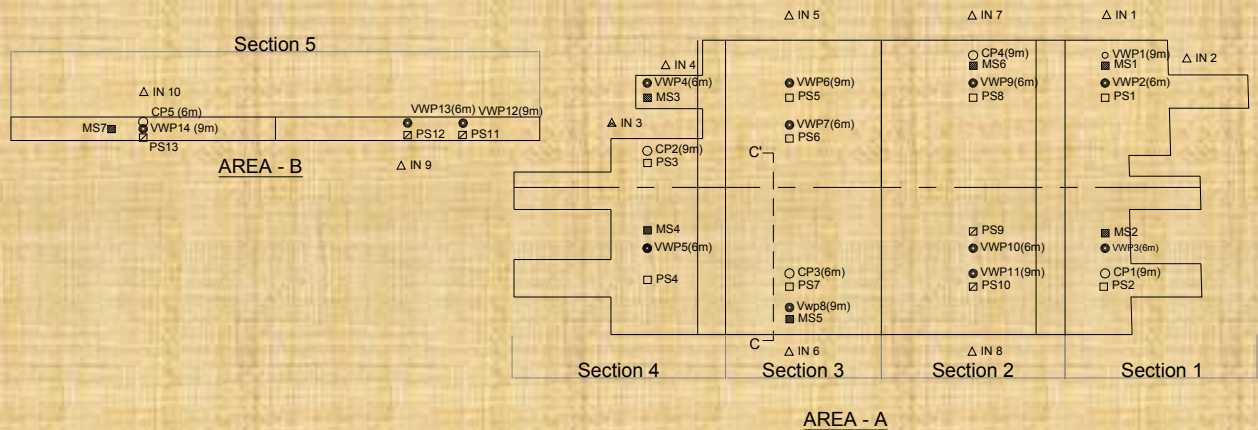 Section 5
IN 10
CP5 (6m)
MS7
VWP14 (9m)
PS13
VWP13(6m)
VWP12(9m)
PS12
PS11
IN 9
AREA - B
IN 5
IN 7
IN 1
IN 4
IN 2
VWP4(6m)
MS3
IN 3
CP2(9m)
PS3
MS4
VWP5(6m)
PS4
VWP6(9m)
PS5
VWP7(6m)
PS6
C'
CP3(6m)
PS7
Vwp8(9m)
MS5
C
IN 6
CP4(9m)
MS6
VWP9(6m)
PS8
PS9
VWP10(6m)
VWP11(9m)
PS10
IN 8
VWP1(9m)
MS1
VWP2(6m)
PS1
MS2
VWP3(6m)
CP1(9m)
PS2
Section 4
Section 3
Section 2
Section 1
AREA - A